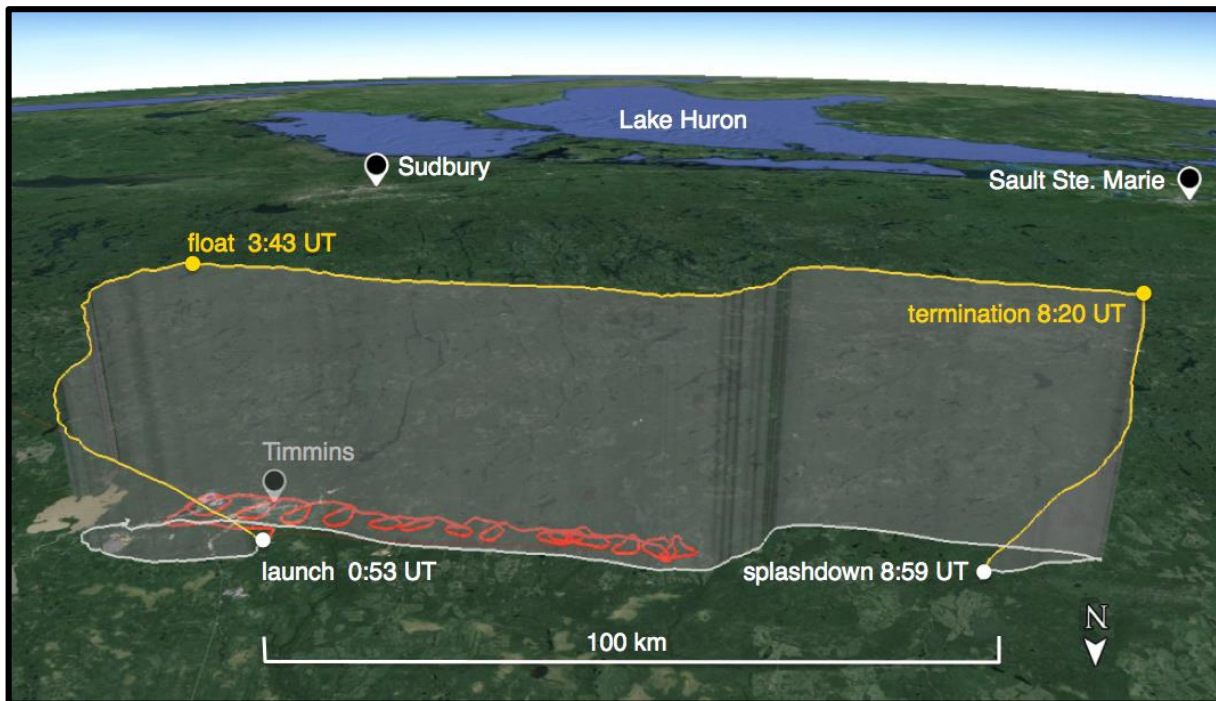 Lake Huron
Sudbury
Sault Ste. Marie
float 3:43 UT
termination 8:20 UT
Timmins
launch 0:53 UT
splashdown 8:59 UT
N
100 km